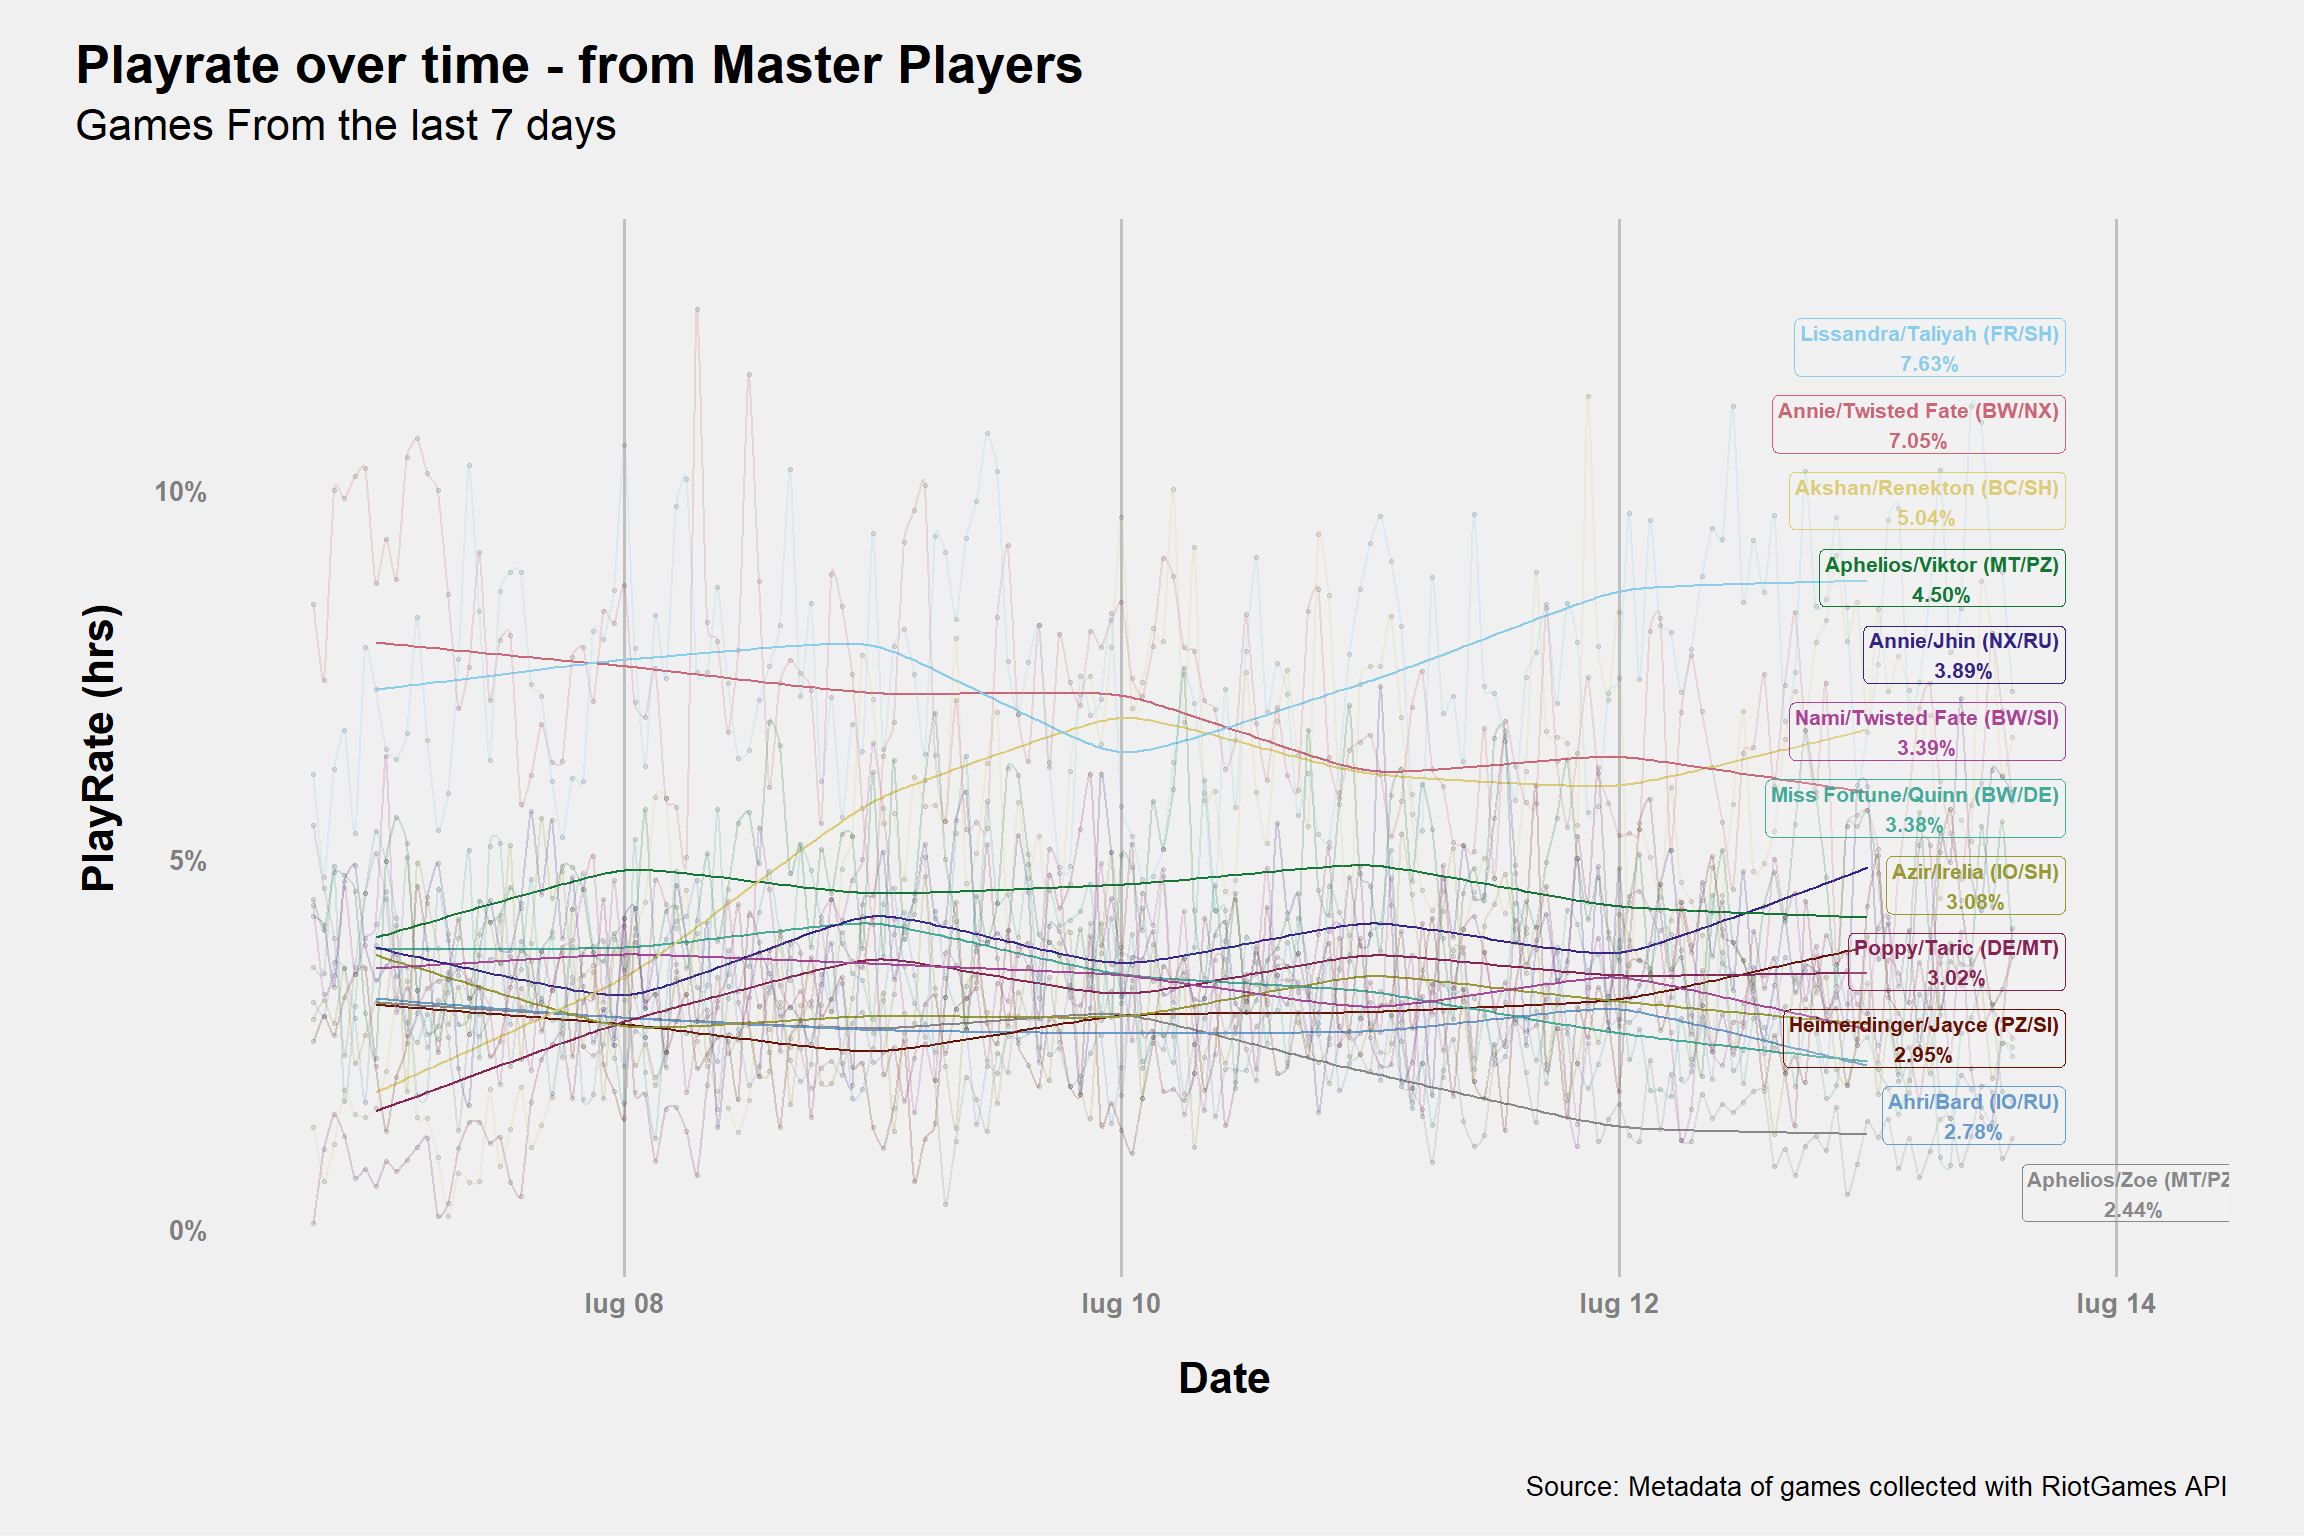 Playrate over time - from Master Players
Games From the last 7 days
PlayRate (hrs)
10%
5%
0%
Lissandra/Taliyah (FR/SH)
7.63%
Annie/Twisted Fate (BW/NX)
7.05%
Akshan/Renekton (BC/SH)
5.04%
Aphelios/Viktor (MT/PZ)
4.50%
Annie/Jhin (NX/RU)
3.89%
Nami/Twisted Fate (BW/SI)
3.39%
Miss Fortune/Quinn (BW/DE)
3.38%
Azir/Irelia (IO/SH)
3.08%
Poppy/Taric (DE/MT)
3.02%
Heimerdinger/Jayce (PZ/SI)
2.95%
Ahri/Bard (IO/RU)
2.78%
Aphelios/Zoe (MT/PZ
2.44%
lug 08
lug 10
lug 12
lug 14
Date
Source: Metadata of games collected with RiotGames API